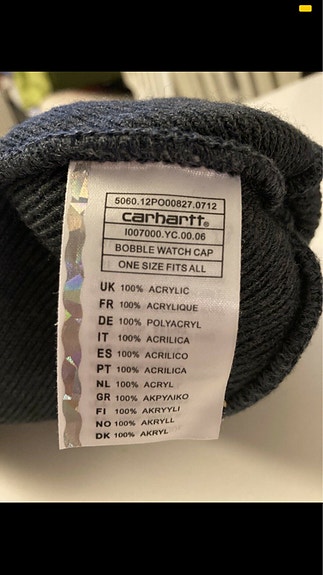 5060.12PO00827.0712
carhartt®
I007000.YC.00.06
BOBBLE WATCH CAP
ONE SIZE FITS ALL
UK 100% ACRYLIC
FR 100% ACRYLIQUE
DE 100% POLYACRYL
IT 100% ACRILICA
ES 100% ACRILICO
PT 100% ACRILICA
NL 100% ACRYL
GR 100% AKPYAIKO
FI 100% AKRYYLI
NO 100% AKRYLL
DK 100% AKRYL